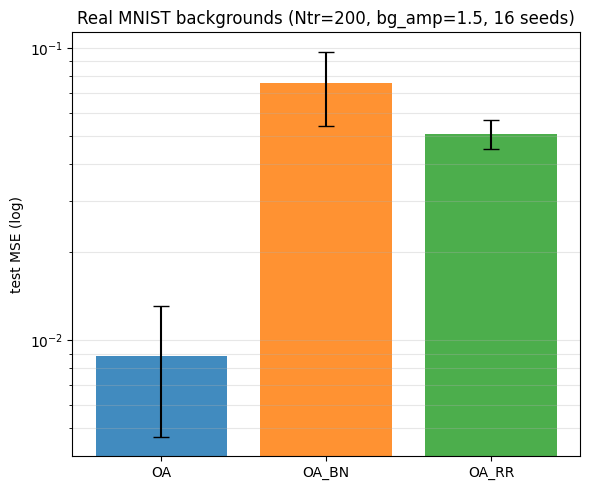 Real MNIST backgrounds (Ntr=200, bg_amp=1.5, 16 seeds)
10⁻¹
10⁻²
test MSE (log)
OA
OA_BN
OA_RR